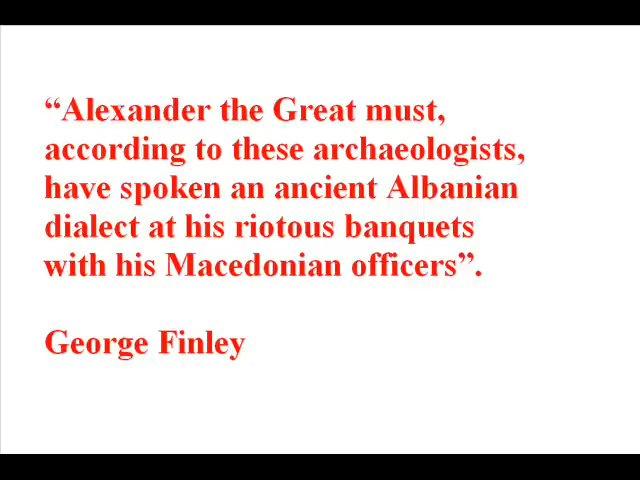 “Alexander the Great must,
according to these archaeologists,
have spoken an ancient Albanian
dialect at his riotous banquets
with his Macedonian officers”.
George Finley